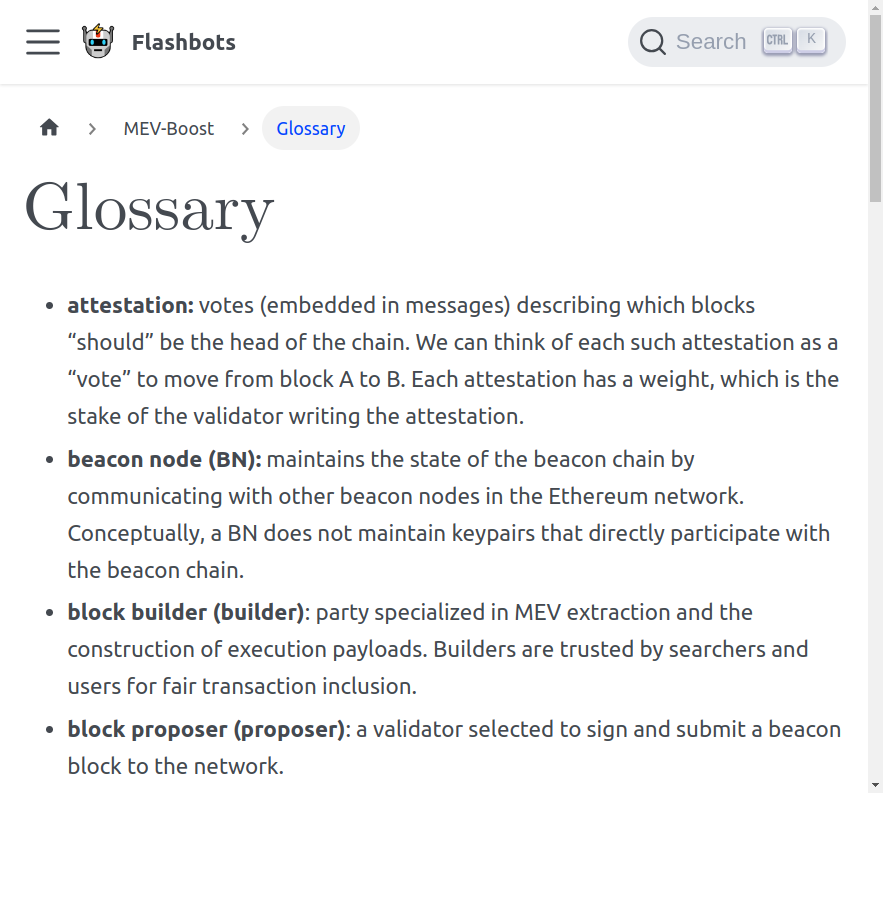 Flashbots
Search CTRL K
MEV-Boost Glossary
Glossary
attestation: votes (embedded in messages) describing which blocks
“should” be the head of the chain. We can think of each such attestation as a
“vote” to move from block A to B. Each attestation has a weight, which is the
stake of the validator writing the attestation.
beacon node (BN): maintains the state of the beacon chain by
communicating with other beacon nodes in the Ethereum network.
Conceptually, a BN does not maintain keypairs that directly participate with
the beacon chain.
block builder (builder): party specialized in MEV extraction and the
construction of execution payloads. Builders are trusted by searchers and
users for fair transaction inclusion.
block proposer (proposer): a validator selected to sign and submit a beacon
block to the network.